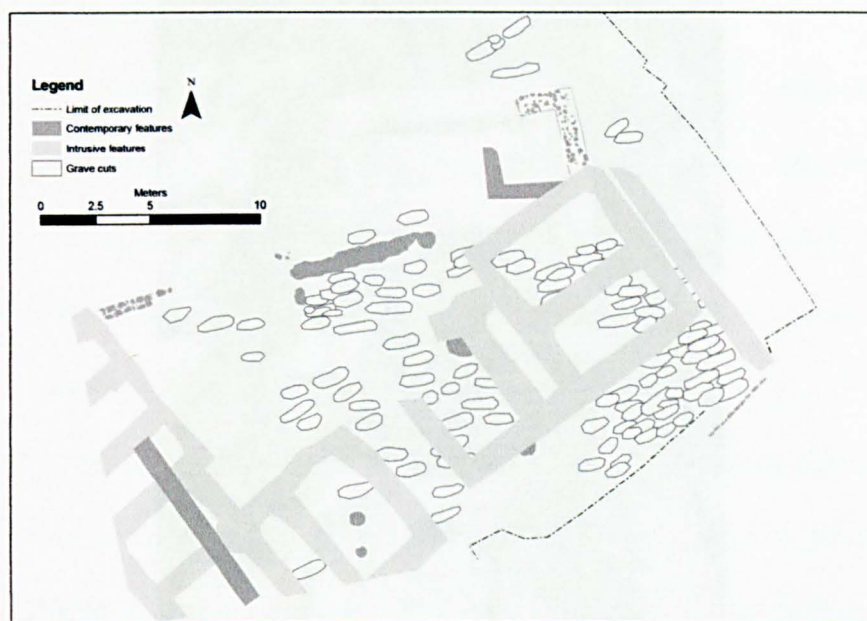 Legend
N
Limit of excavation
Contemporary features
Intrusive features
Grave cuts
Meters
0 2.5 5 10